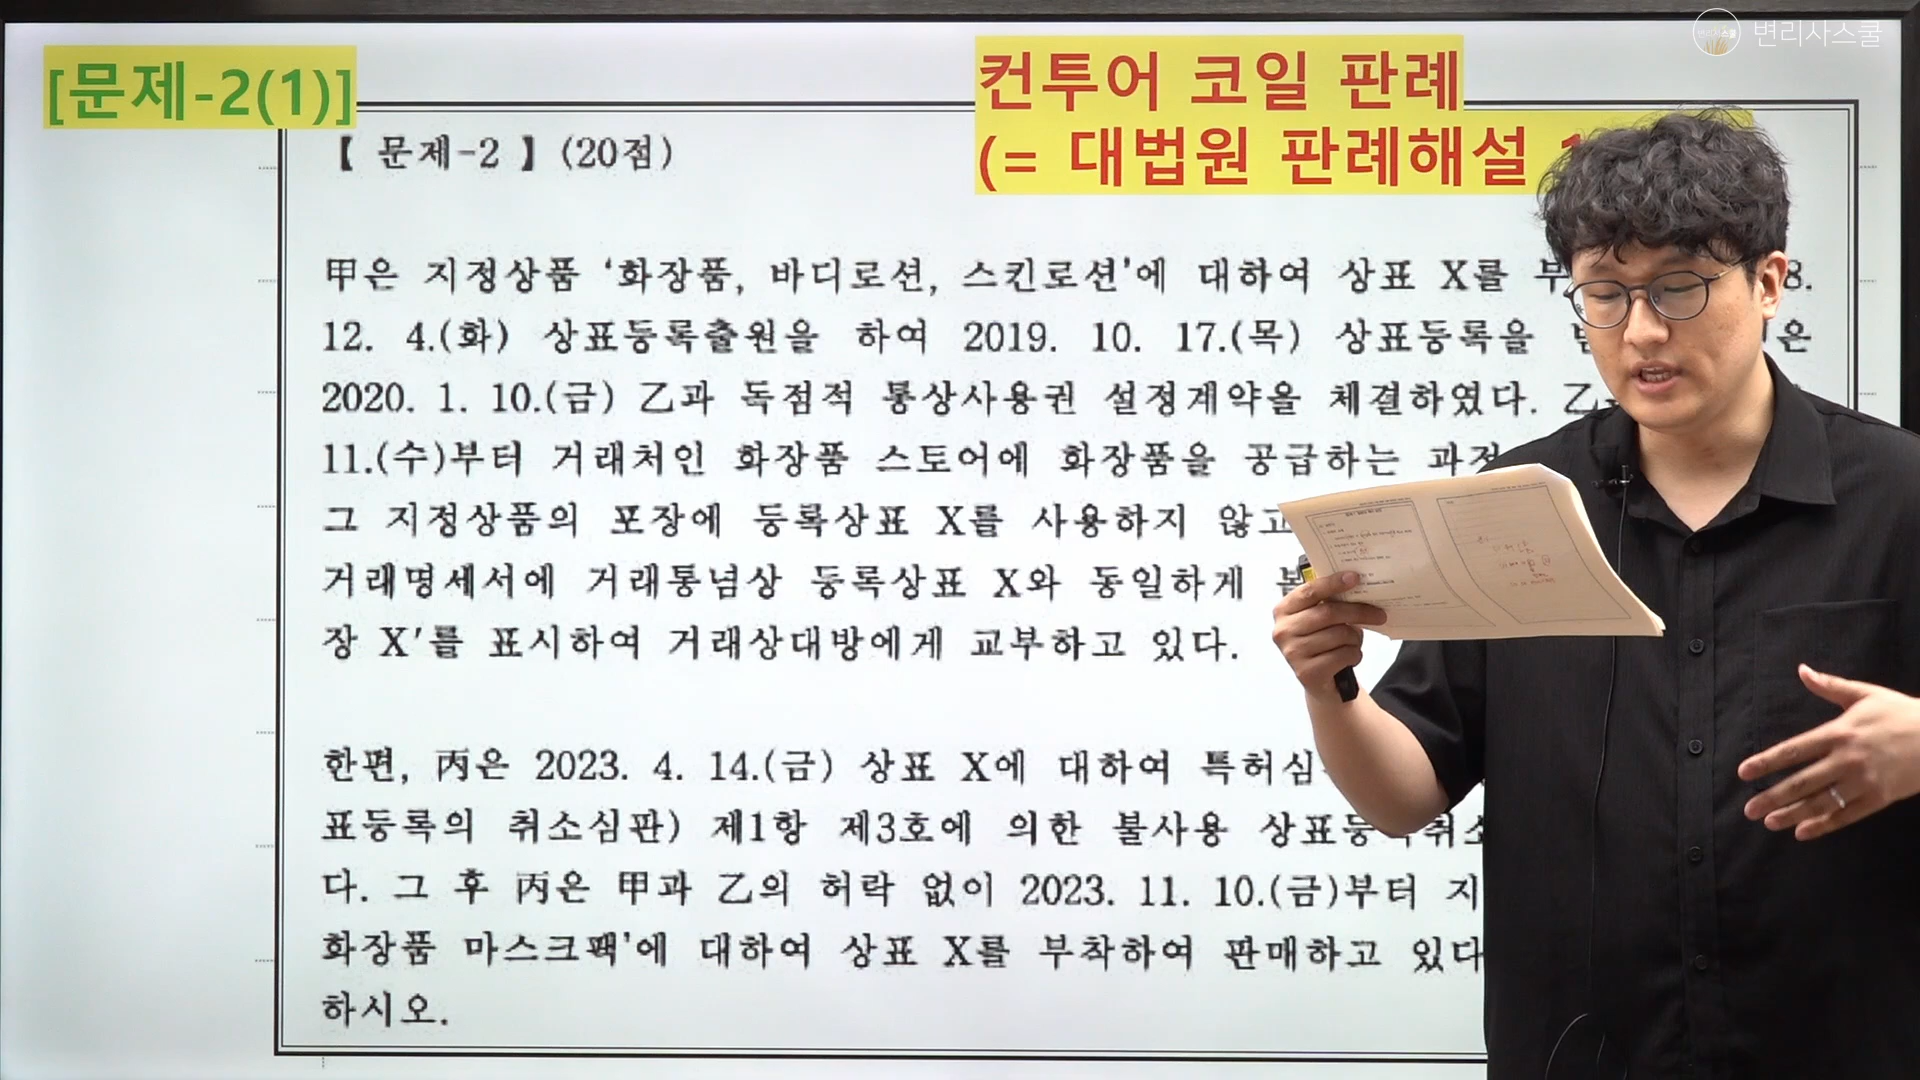 변리사스쿨
[문제-2(1)]
컨투어 코일 판례
(= 대법원 판례해설
【 문제-2 】 (20점)
甲은 지정상품 ‘화장품, 바디로션, 스킨로션’에 대하여 상표 X를 8.
12. 4.(화) 상표등록출원을 하여 2019. 10. 17.(목) 상표등록을 은
2020. 1. 10.(금) 乙과 독점적 통상사용권 설정계약을 체결하였다. 乙
11.(수)부터 거래처인 화장품 스토어에 화장품을 공급하는
그 지정상품의 포장에 등록상표 X를 사용하지 않고
거래명세서에 거래통념상 등록상표 X와 동일하게
장 X′를 표시하여 거래상대방에게 교부하고 있다.
한편, 丙은 2023. 4. 14.(금) 상표 X에 대하여 특허심
표등록의 취소심판) 제1항 제3호에 의한 불사용 상표등록취소
다. 그 후 丙은 甲과 乙의 허락 없이 2023. 11. 10.(금)부터 지
화장품 마스크팩’에 대하여 상표 X를 부착하여 판매하고 있다
하시오.